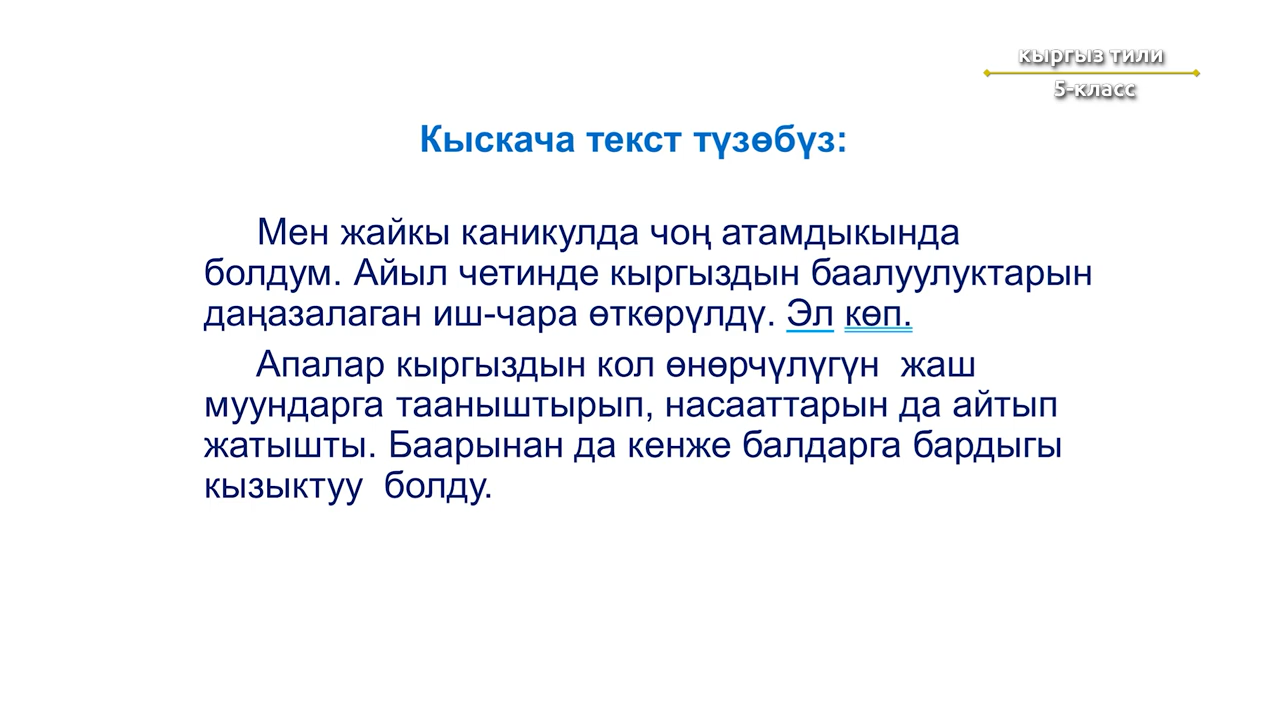 кыргыз тили
5-класс
Кыскача текст түзөбүз:
Мен жайкы каникулда чоң атамдыкында
болдум. Айыл четинде кыргыздын баалуулуктарын
даңазалаган иш-чара өткөрүлдү. Эл көп.
Апалар кыргыздын кол өнөрчүлүгүн  жаш
муундарга тааныштырып, насааттарын да айтып
жатышты. Баарынан да кенже балдарга бардыгы
кызыктуу  болду.